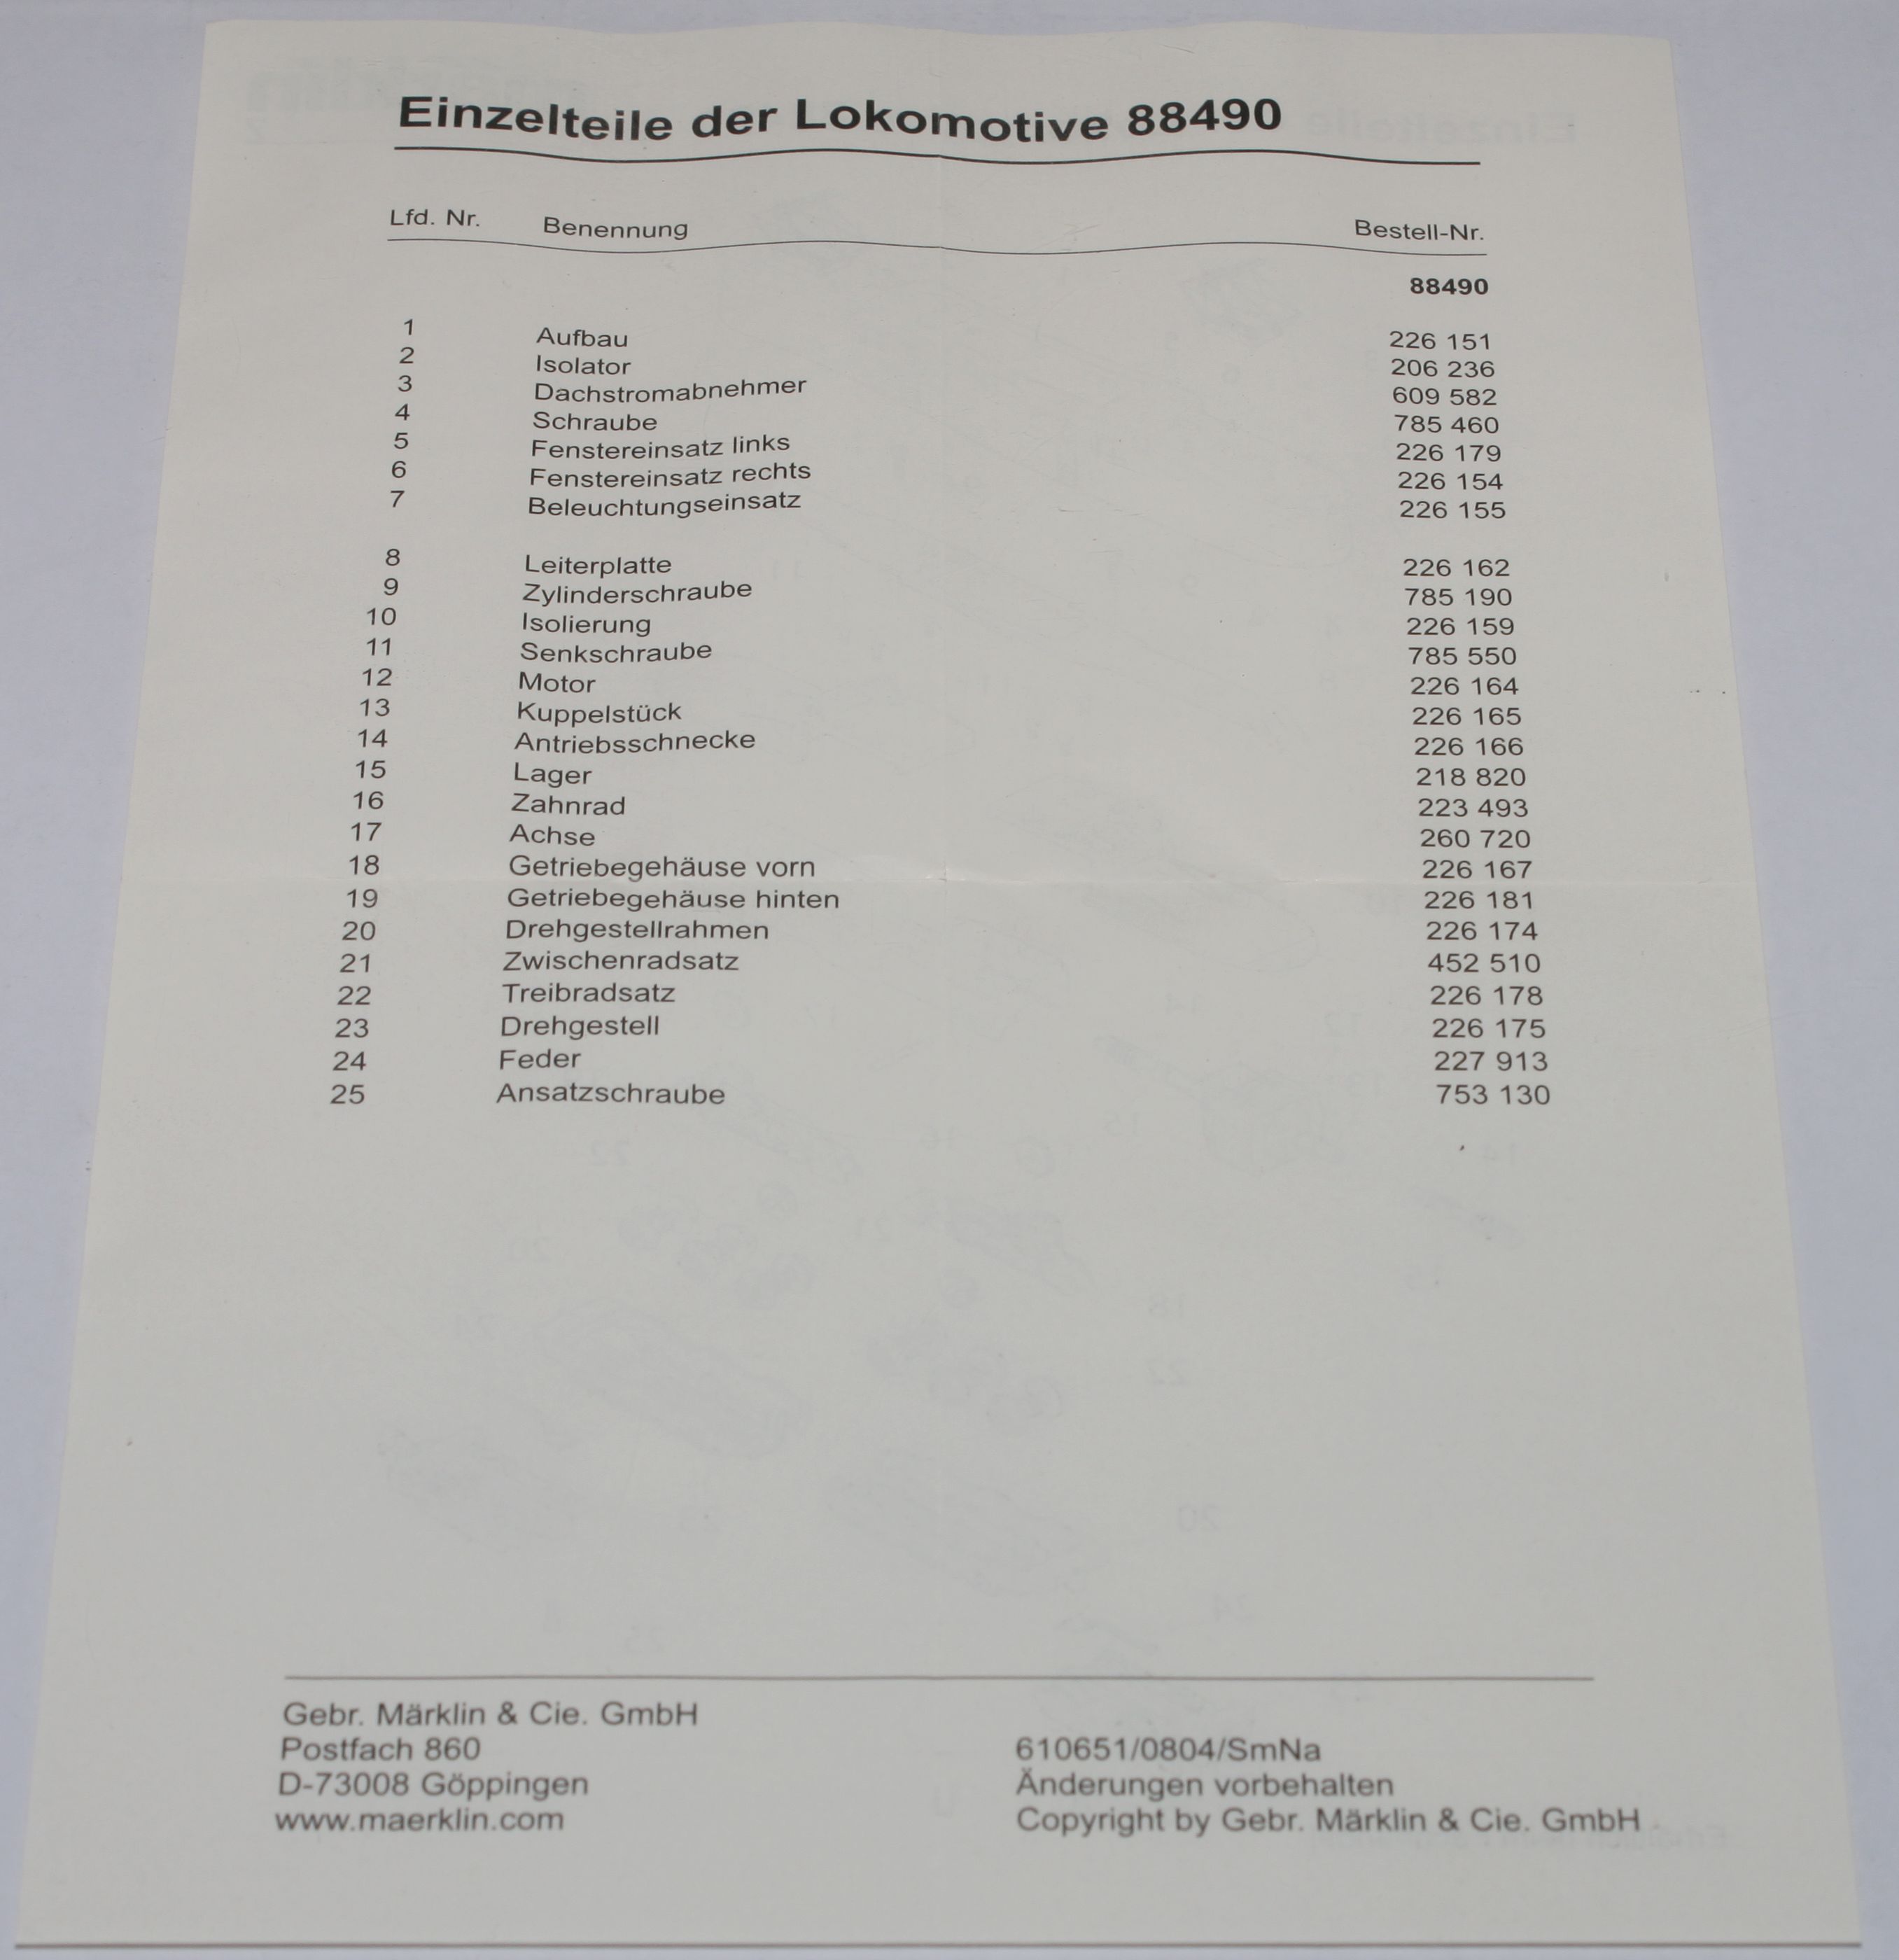 Einzelteile der Lokomotive 88490
Lfd. Nr. Benennung Bestell-Nr.
88490
1 Aufbau 226 151
2 Isolator 206 236
3 Dachstromabnehmer 609 582
4 Schraube 785 460
5 Fenstereinsatz links 226 179
6 Fenstereinsatz rechts 226 154
7 Beleuchtungseinsatz 226 155
8 Leiterplatte 226 162
9 Zylinderschraube 785 190
10 Isolierung 226 159
11 Senkschraube 785 550
12 Motor 226 164
13 Kuppelstück 226 165
14 Antriebsschnecke 226 166
15 Lager 218 820
16 Zahnrad 223 493
17 Achse 260 720
18 Getriebegehäuse vorn 226 167
19 Getriebegehäuse hinten 226 181
20 Drehgestellrahmen 226 174
21 Zwischenradsatz 452 510
22 Treibradsatz 226 178
23 Drehgestell 226 175
24 Feder 227 913
25 Ansatzschraube 753 130
Gebr. Märklin & Cie. GmbH
Postfach 860
D-73008 Göppingen
www.maerklin.com
610651/0804/SmNa
Änderungen vorbehalten
Copyright by Gebr. Märklin & Cie. GmbH